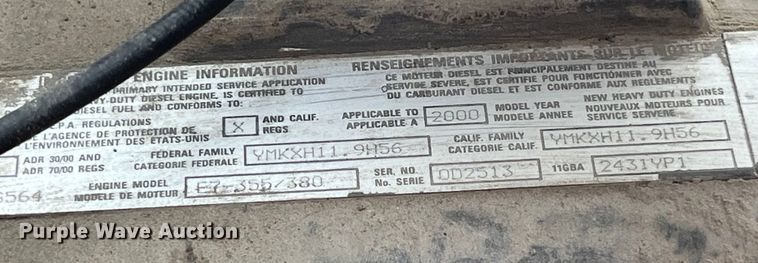 ENGINE INFORMATION RENSEIGNEMENTS IMPORTANTS SUR LE
PRIMARY INTENDED SERVICE APPLICATION CE MOTEUR DIESEL EST PRINCIPALEMENT DESTINE AU
HEAVY-DUTY DIESEL ENGINE, IS CERTIFIED TO SERVICE SEVERE, EST CERTIFIE POUR FONCTIONNER AVEC
DIESEL FUEL AND CONFORMS TO: DU CARBURANT DIESEL ET EST CONFORME AUX REGLEMENTS
E.P.A. REGULATIONS X AND CALIF. APPLICABLE TO 2000 MODEL YEAR NEW HEAVY DUTY ENGINES
L'AGENCE DE PROTECTION DE REGS APPLICABLE A MODELE ANNEE NOUVEAUX MOTEURS POUR
L'ENVIRONNEMENT DES ETATS-UNIS SERVICE SERVERE
ADR 30/00 AND FEDERAL FAMILY YMKXH11.9H56 CALIF. FAMILY YMKXH11.9H56
ADR 70/00 REGS CATEGORIE FEDERALE CATEGORIE CALIF.
6564 ENGINE MODEL E7-355/380 SER. NO. 0D2513 11GBA 2431YP1
MODELE DE MOTEUR No. SERIE
Purple Wave Auction